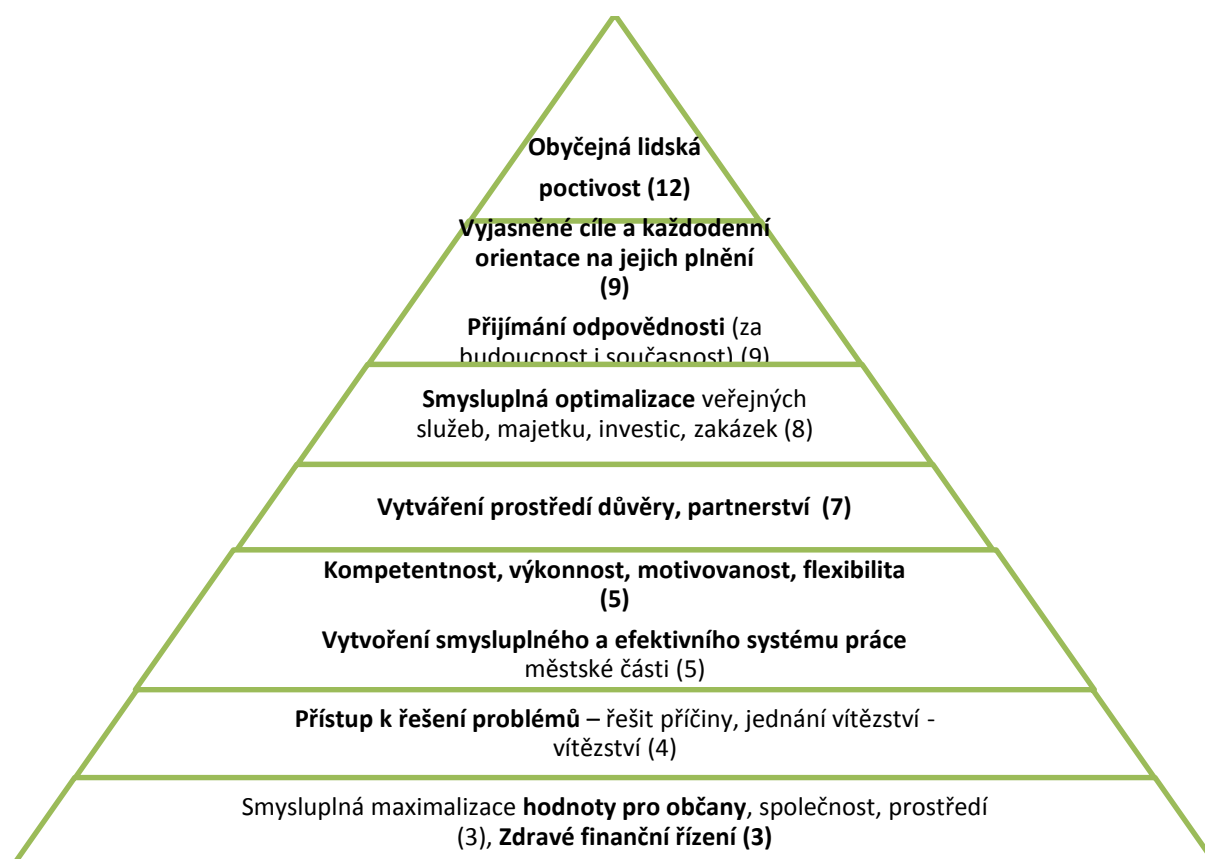 Obyčejná lidská
poctivost (12)
Vyjasněné cíle a každodenní
orientace na jejich plnění
(9)
Přijímání odpovědnosti (za
budoucnost i současnost) (9)
Smysluplná optimalizace veřejných
služeb, majetku, investic, zakázek (8)
Vytváření prostředí důvěry, partnerství  (7)
Kompetentnost, výkonnost, motivovanost, flexibilita
(5)
Vytvoření smysluplného a efektivního systému práce
městské části (5)
Přístup k řešení problémů – řešit příčiny, jednání vítězství -
vítězství (4)
Smysluplná maximalizace hodnoty pro občany, společnost, prostředí
(3), Zdravé finanční řízení (3)